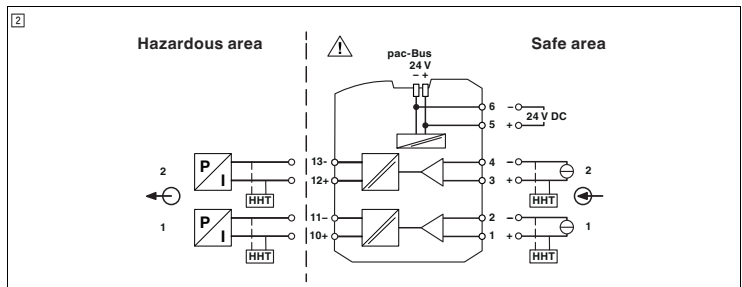 2
Hazardous area
Safe area
pac-Bus
24 V
– +
6 –
24 V DC
5 +
P
I
2
13-
12+
4 –
3 +
2
HHT
HHT
P
I
1
11–
10+
2 –
1 +
1
HHT
HHT